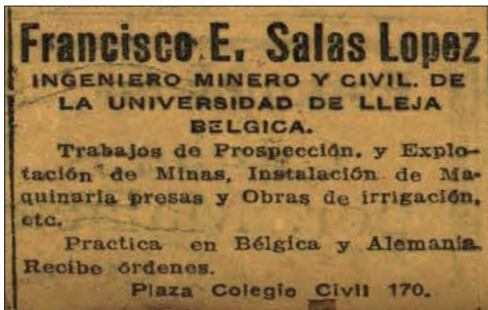 Francisco E. Salas Lopez
INGENIERO MINERO Y CIVIL. DE
LA UNIVERSIDAD DE LLEJA
BELGICA.
Trabajos de Prospección. y Explo-
tación de Minas, Instalación de Ma-
quinaria presas y Obras de irrigación,
etc.
Practica en Bélgica y Alemania.
Recibe órdenes.
Plaza Colegio Civil 170.